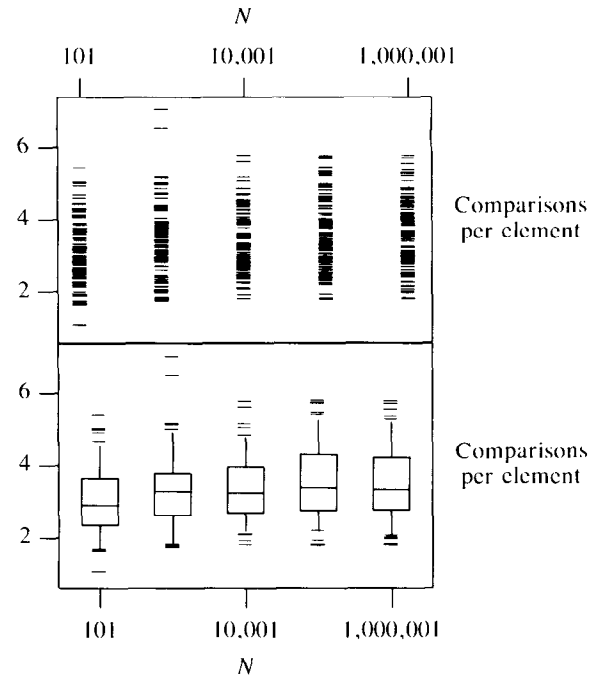 N
101 10,001 1,000,001
6
4
2
Comparisons
per element
6
4
2
Comparisons
per element
101 10,001 1,000,001
N